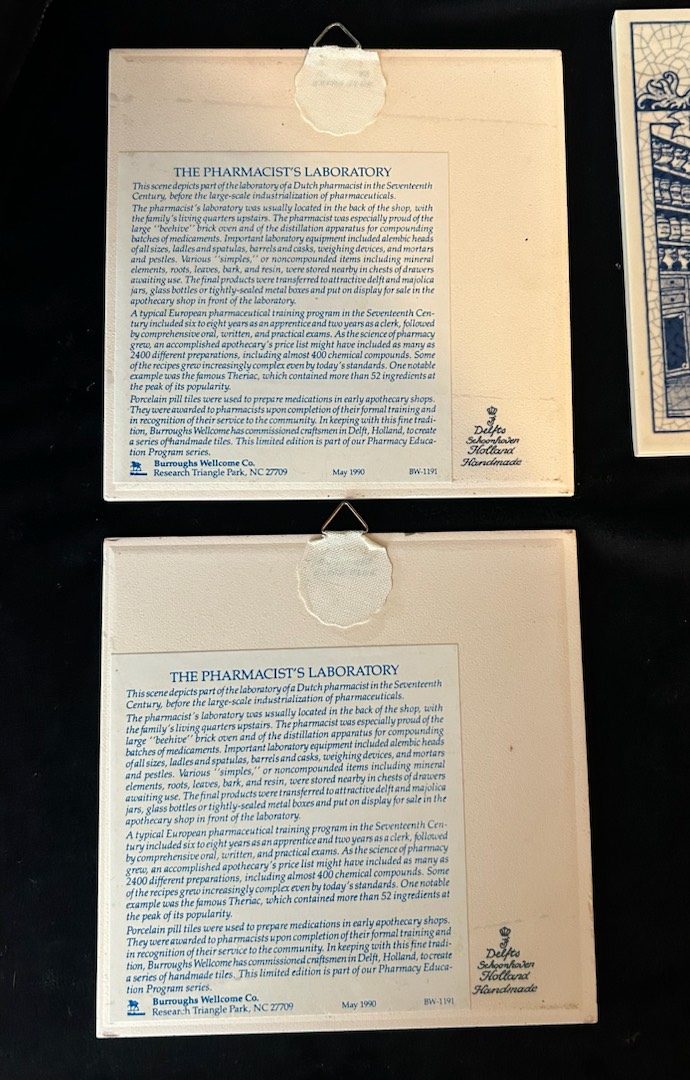 THE PHARMACIST'S LABORATORY
This scene depicts part of the laboratory of a Dutch pharmacist in the Seventeenth
Century, before the large-scale industrialization of pharmaceuticals.
The pharmacist's laboratory was usually located in the back of the shop, with
the family's living quarters upstairs. The pharmacist was especially proud of the
large "beehive" brick oven and of the distillation apparatus for compounding
batches of medicaments. Important laboratory equipment included alembic heads
of all sizes, ladles and spatulas, barrels and casks, weighing devices, and mortars
and pestles. Various "simples," or noncompounded items including mineral
elements, roots, leaves, bark, and resin, were stored nearby in chests of drawers
awaiting use. The final products were transferred to attractive delft and majolica
jars, glass bottles or tightly-sealed metal boxes and put on display for sale in the
apothecary shop in front of the laboratory.
A typical European pharmaceutical training program in the Seventeenth Cen-
tury included six to eight years as an apprentice and two years as a clerk, followed
by comprehensive oral, written, and practical exams. As the science of pharmacy
grew, an accomplished apothecary's price list might have included as many as
2400 different preparations, including almost 400 chemical compounds. Some
of the recipes grew increasingly complex even by today's standards. One notable
example was the famous Theriac, which contained more than 52 ingredients at
the peak of its popularity.
Porcelain pill tiles were used to prepare medications in early apothecary shops.
They were awarded to pharmacists upon completion of their formal training and
in recognition of their service to the community. In keeping with this fine tradi-
tion, Burroughs Wellcome has commissioned craftsmen in Delft, Holland, to create
a series of handmade tiles. This limited edition is part of our Pharmacy Educa-
tion Program series.
Burroughs Wellcome Co.
Research Triangle Park, NC 27709 May 1990 BW-1191
Delfts
Schoonhoven
Holland
Handmade
THE PHARMACIST'S LABORATORY
This scene depicts part of the laboratory of a Dutch pharmacist in the Seventeenth
Century, before the large-scale industrialization of pharmaceuticals.
The pharmacist's laboratory was usually located in the back of the shop, with
the family's living quarters upstairs. The pharmacist was especially proud of the
large "beehive" brick oven and of the distillation apparatus for compounding
batches of medicaments. Important laboratory equipment included alembic heads
of all sizes, ladles and spatulas, barrels and casks, weighing devices, and mortars
and pestles. Various "simples," or noncompounded items including mineral
elements, roots, leaves, bark, and resin, were stored nearby in chests of drawers
awaiting use. The final products were transferred to attractive delft and majolica
jars, glass bottles or tightly-sealed metal boxes and put on display for sale in the
apothecary shop in front of the laboratory.
A typical European pharmaceutical training program in the Seventeenth Cen-
tury included six to eight years as an apprentice and two years as a clerk, followed
by comprehensive oral, written, and practical exams. As the science of pharmacy
grew, an accomplished apothecary's price list might have included as many as
2400 different preparations, including almost 400 chemical compounds. Some
of the recipes grew increasingly complex even by today's standards. One notable
example was the famous Theriac, which contained more than 52 ingredients at
the peak of its popularity.
Porcelain pill tiles were used to prepare medications in early apothecary shops.
They were awarded to pharmacists upon completion of their formal training and
in recognition of their service to the community. In keeping with this fine tradi-
tion, Burroughs Wellcome has commissioned craftsmen in Delft, Holland, to create
a series of handmade tiles. This limited edition is part of our Pharmacy Educa-
tion Program series.
Burroughs Wellcome Co.
Research Triangle Park, NC 27709 May 1990 BW-1191
Delfts
Schoonhoven
Holland
Handmade